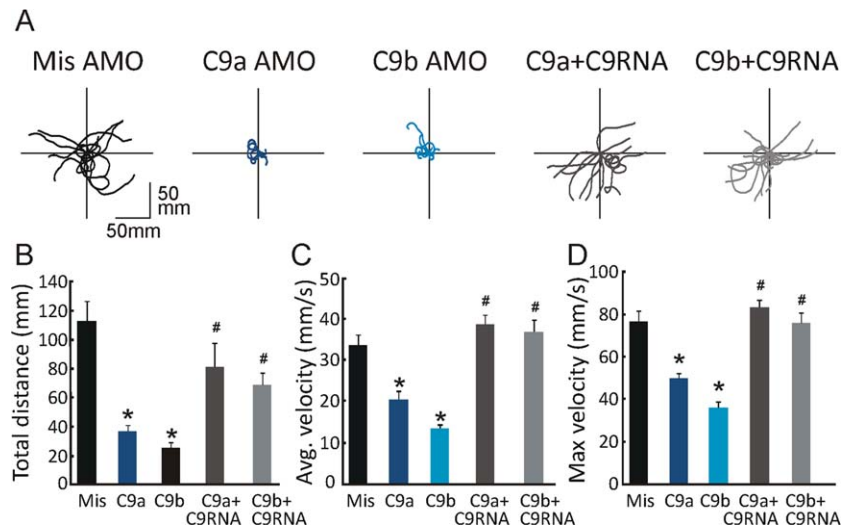 A
Mis AMO C9a AMO C9b AMO C9a+C9RNA C9b+C9RNA
50 mm
50mm
B
Total distance (mm)
140
120
100
80
60
40
20
0
* * # #
Mis C9a C9b C9a+ C9RNA C9b+ C9RNA
C
Avg. velocity (mm/s)
50
40
30
20
10
0
* * # #
Mis C9a C9b C9a+ C9RNA C9b+ C9RNA
D
Max velocity (mm/s)
100
80
60
40
20
0
* * # #
Mis C9a C9b C9a+ C9RNA C9b+ C9RNA